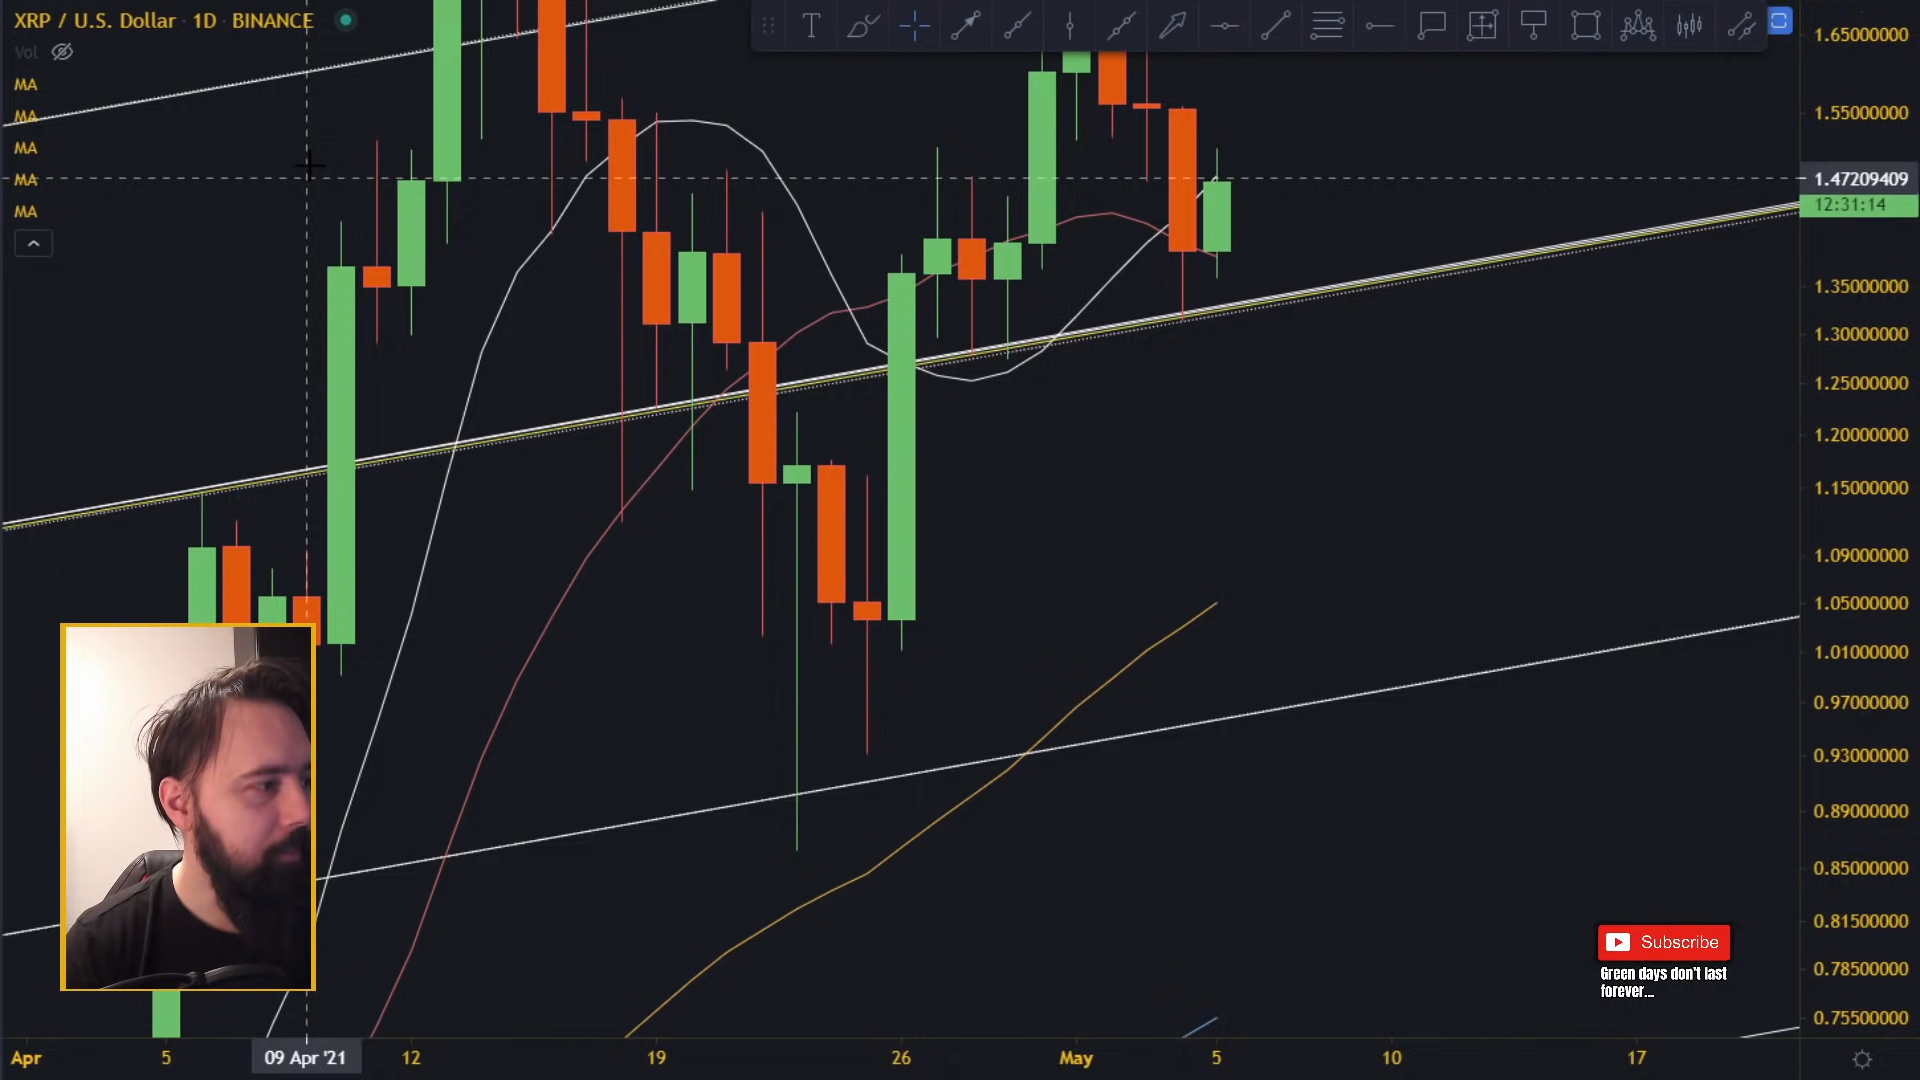 XRP / U.S. Dollar · 1D · BINANCE
Vol
MA
MA
MA
MA
MA
T
1.65000000
1.55000000
1.47209409
12:31:14
1.35000000
1.30000000
1.25000000
1.20000000
1.15000000
1.09000000
1.05000000
1.01000000
0.97000000
0.93000000
0.89000000
0.85000000
0.81500000
0.78500000
0.75500000
Subscribe
Green days don't last
forever...
Apr 5 09 Apr '21 12 19 26 May 5 10 17